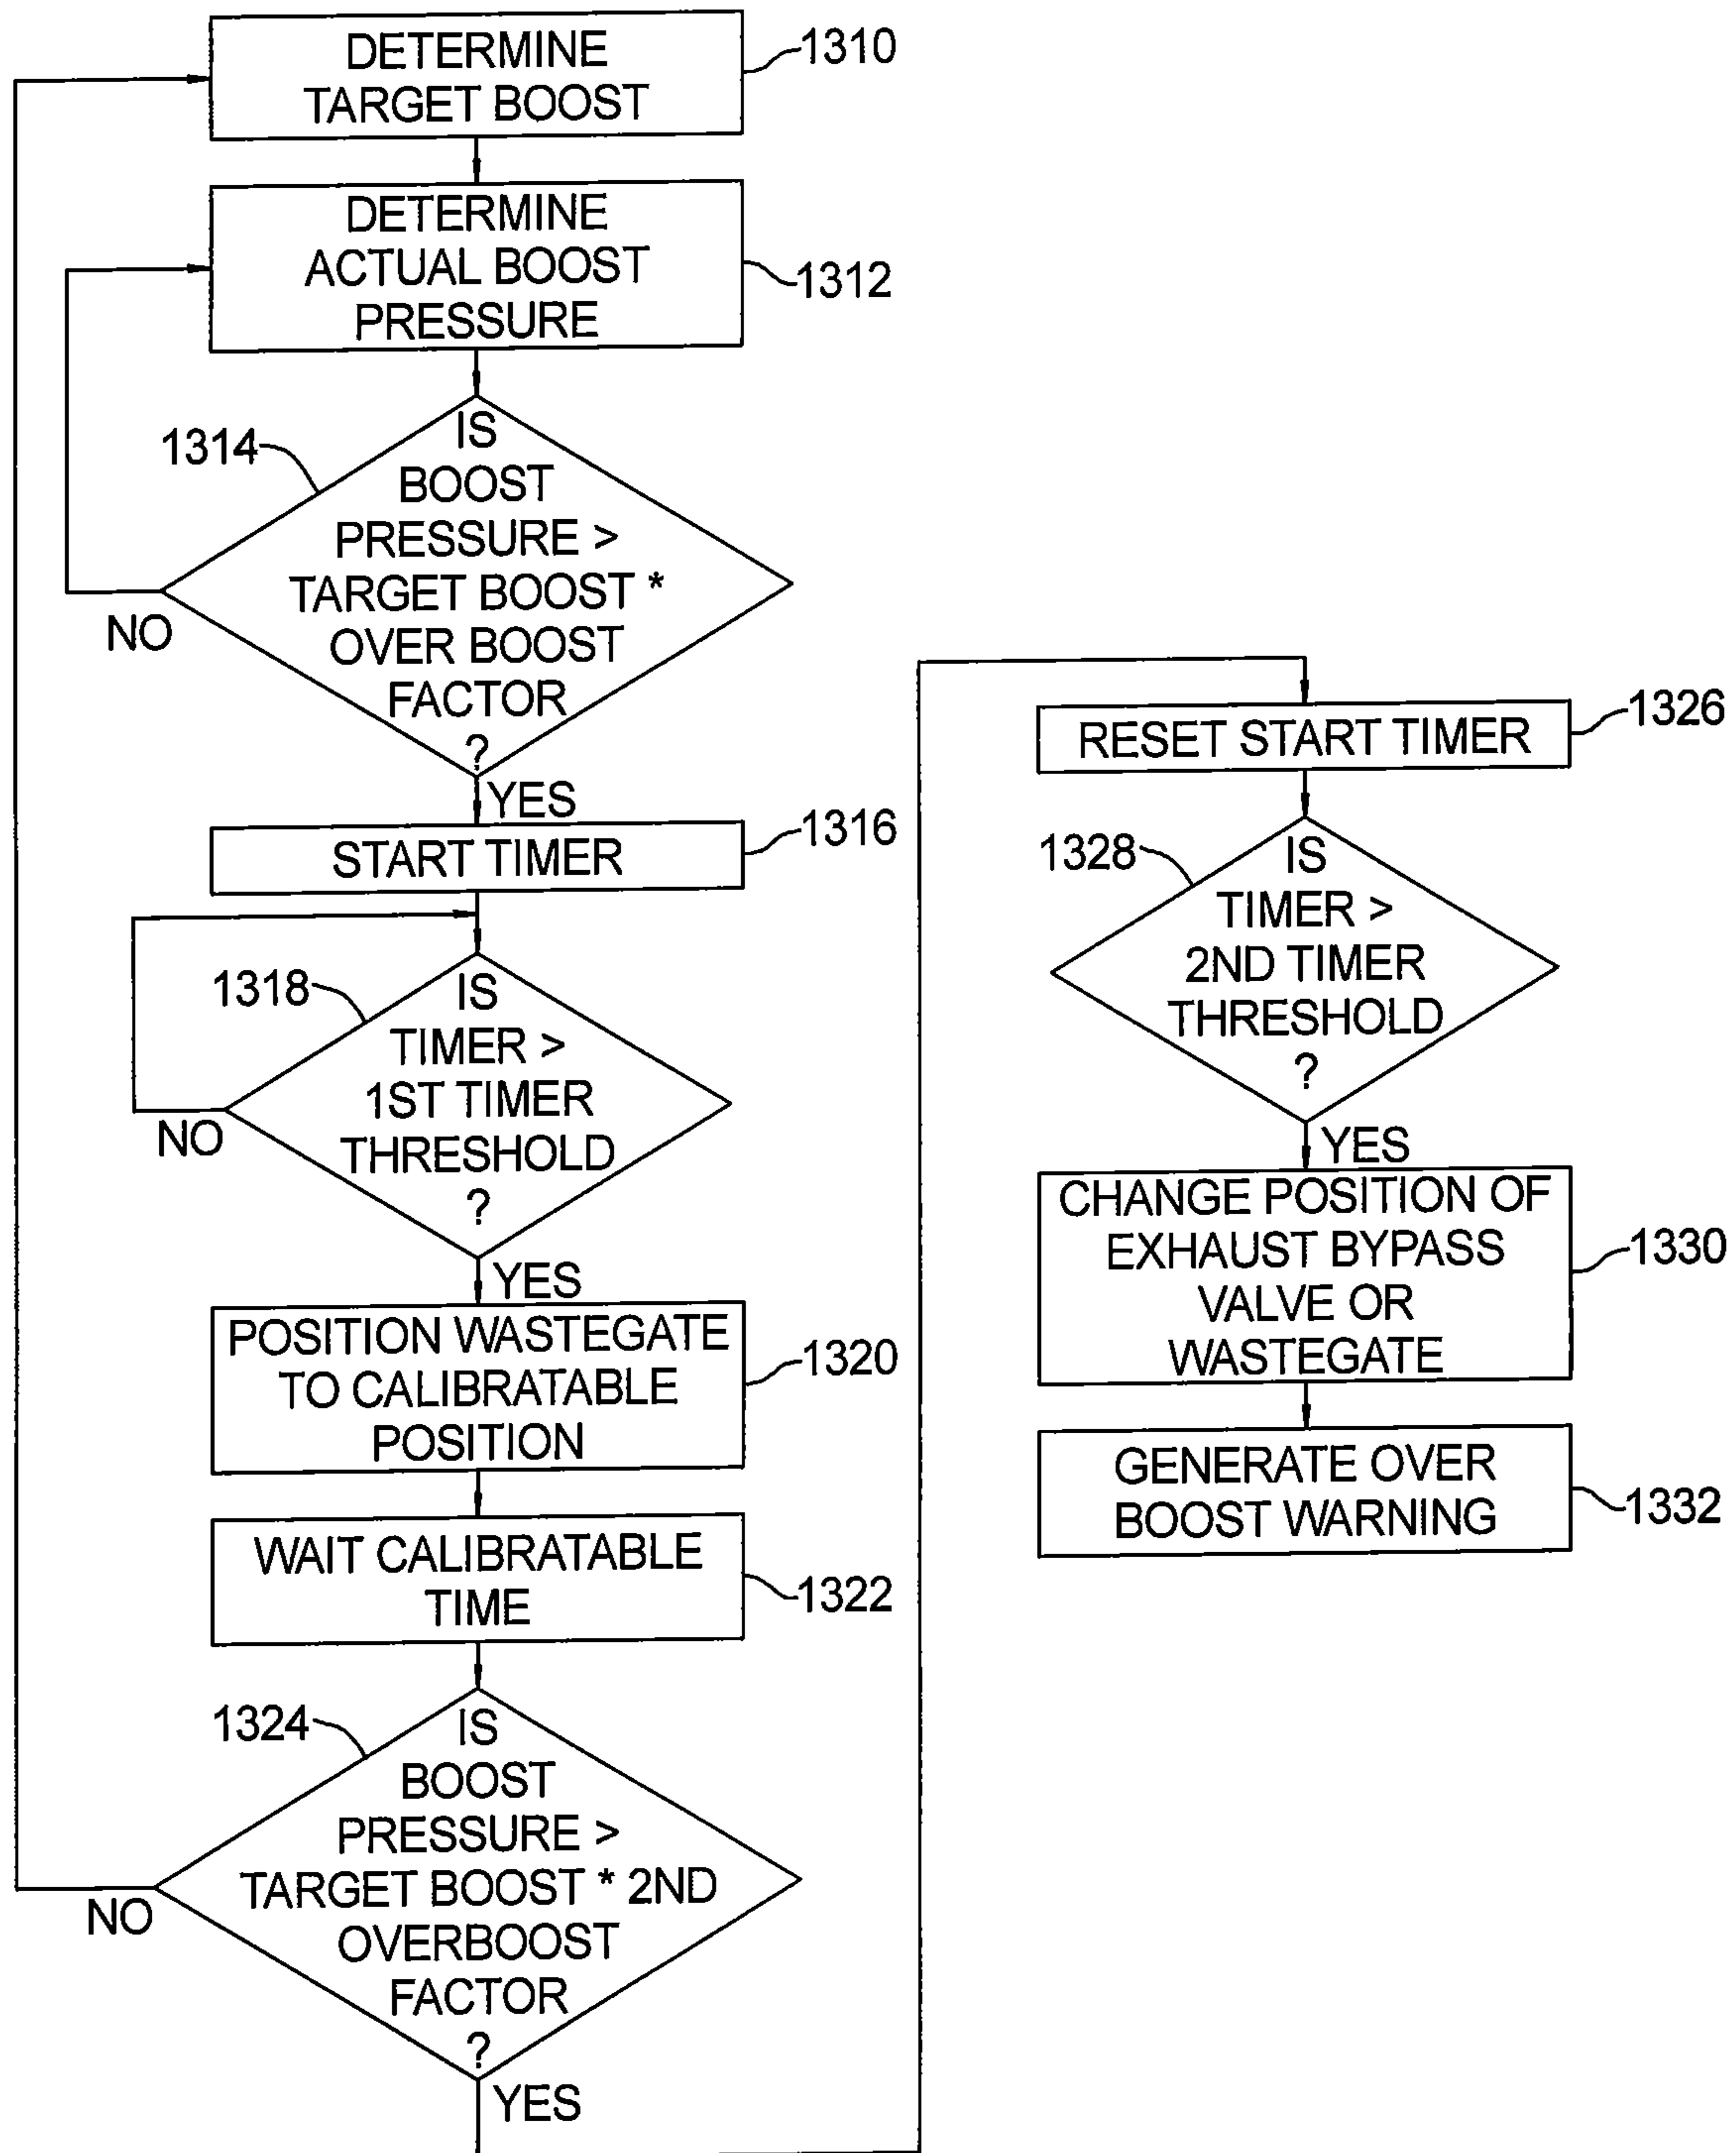 DETERMINE
TARGET BOOST
1310
DETERMINE
ACTUAL BOOST
PRESSURE
1312
1314
IS
BOOST
PRESSURE >
TARGET BOOST *
OVER BOOST
FACTOR
?
NO
YES
START TIMER
1316
1318
IS
TIMER >
1ST TIMER
THRESHOLD
?
NO
YES
POSITION WASTEGATE
TO CALIBRATABLE
POSITION
1320
WAIT CALIBRATABLE
TIME
1322
1324
IS
BOOST
PRESSURE >
TARGET BOOST * 2ND
OVERBOOST
FACTOR
?
NO
YES
RESET START TIMER
1326
1328
IS
TIMER >
2ND TIMER
THRESHOLD
?
YES
CHANGE POSITION OF
EXHAUST BYPASS
VALVE OR
WASTEGATE
1330
GENERATE OVER
BOOST WARNING
1332